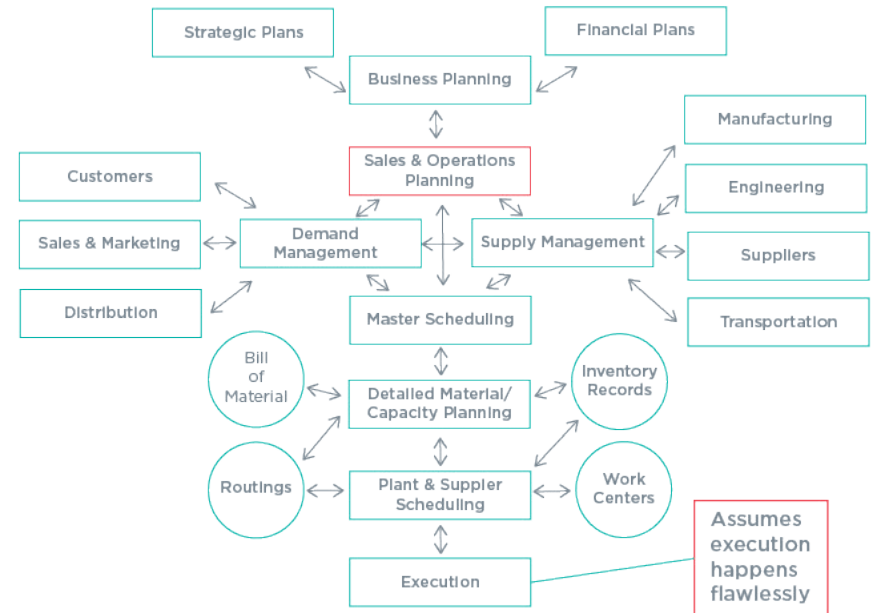 Strategic Plans
Financial Plans
Business Planning
Manufacturing
Sales & Operations
Planning
Customers
Engineering
Sales & Marketing
Demand
Management
Supply Management
Suppliers
Distribution
Master Scheduling
Transportation
Bill
of
Material
Inventory
Records
Detailed Material/
Capacity Planning
Routings
Plant & Supplier
Scheduling
Work
Centers
Execution
Assumes
execution
happens
flawlessly